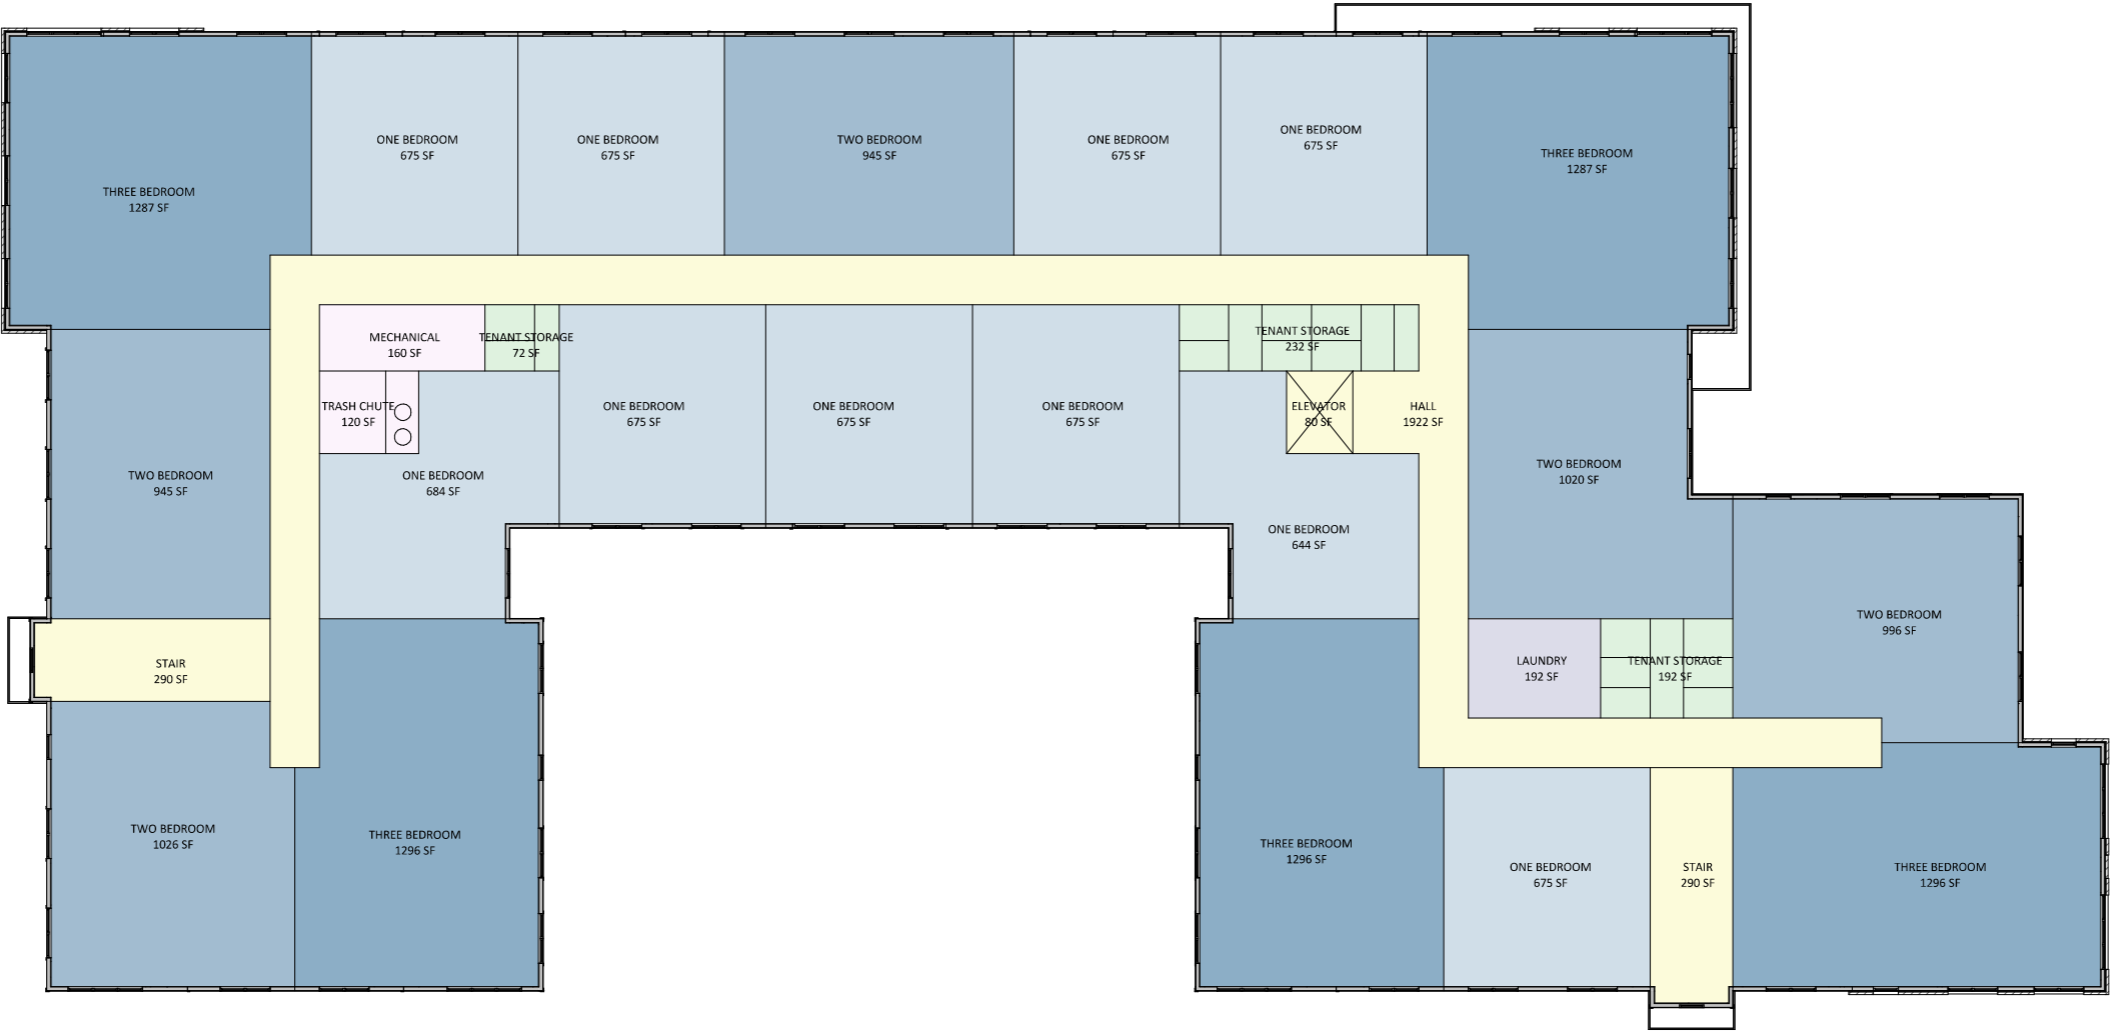 THREE BEDROOM
1287 SF
ONE BEDROOM
675 SF
ONE BEDROOM
675 SF
TWO BEDROOM
945 SF
ONE BEDROOM
675 SF
ONE BEDROOM
675 SF
THREE BEDROOM
1287 SF
MECHANICAL
160 SF
TENANT STORAGE
72 SF
TENANT STORAGE
232 SF
TRASH CHUTE
120 SF
ONE BEDROOM
675 SF
ONE BEDROOM
675 SF
ONE BEDROOM
675 SF
ELEVATOR
80 SF
HALL
1922 SF
TWO BEDROOM
945 SF
ONE BEDROOM
684 SF
TWO BEDROOM
1020 SF
ONE BEDROOM
644 SF
TWO BEDROOM
996 SF
STAIR
290 SF
LAUNDRY
192 SF
TENANT STORAGE
192 SF
TWO BEDROOM
1026 SF
THREE BEDROOM
1296 SF
THREE BEDROOM
1296 SF
ONE BEDROOM
675 SF
STAIR
290 SF
THREE BEDROOM
1296 SF